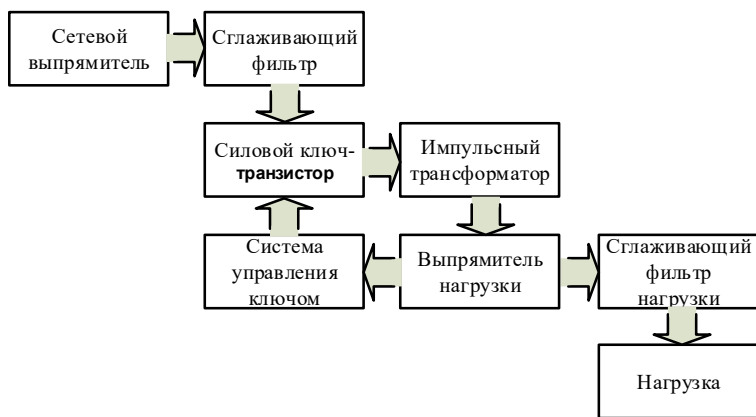 Сетевой
выпрямитель
Сглаживающий
фильтр
Силовой ключ-
транзистор
Импульсный
трансформатор
Система
управления
ключом
Выпрямитель
нагрузки
Сглаживающий
фильтр
нагрузки
Нагрузка